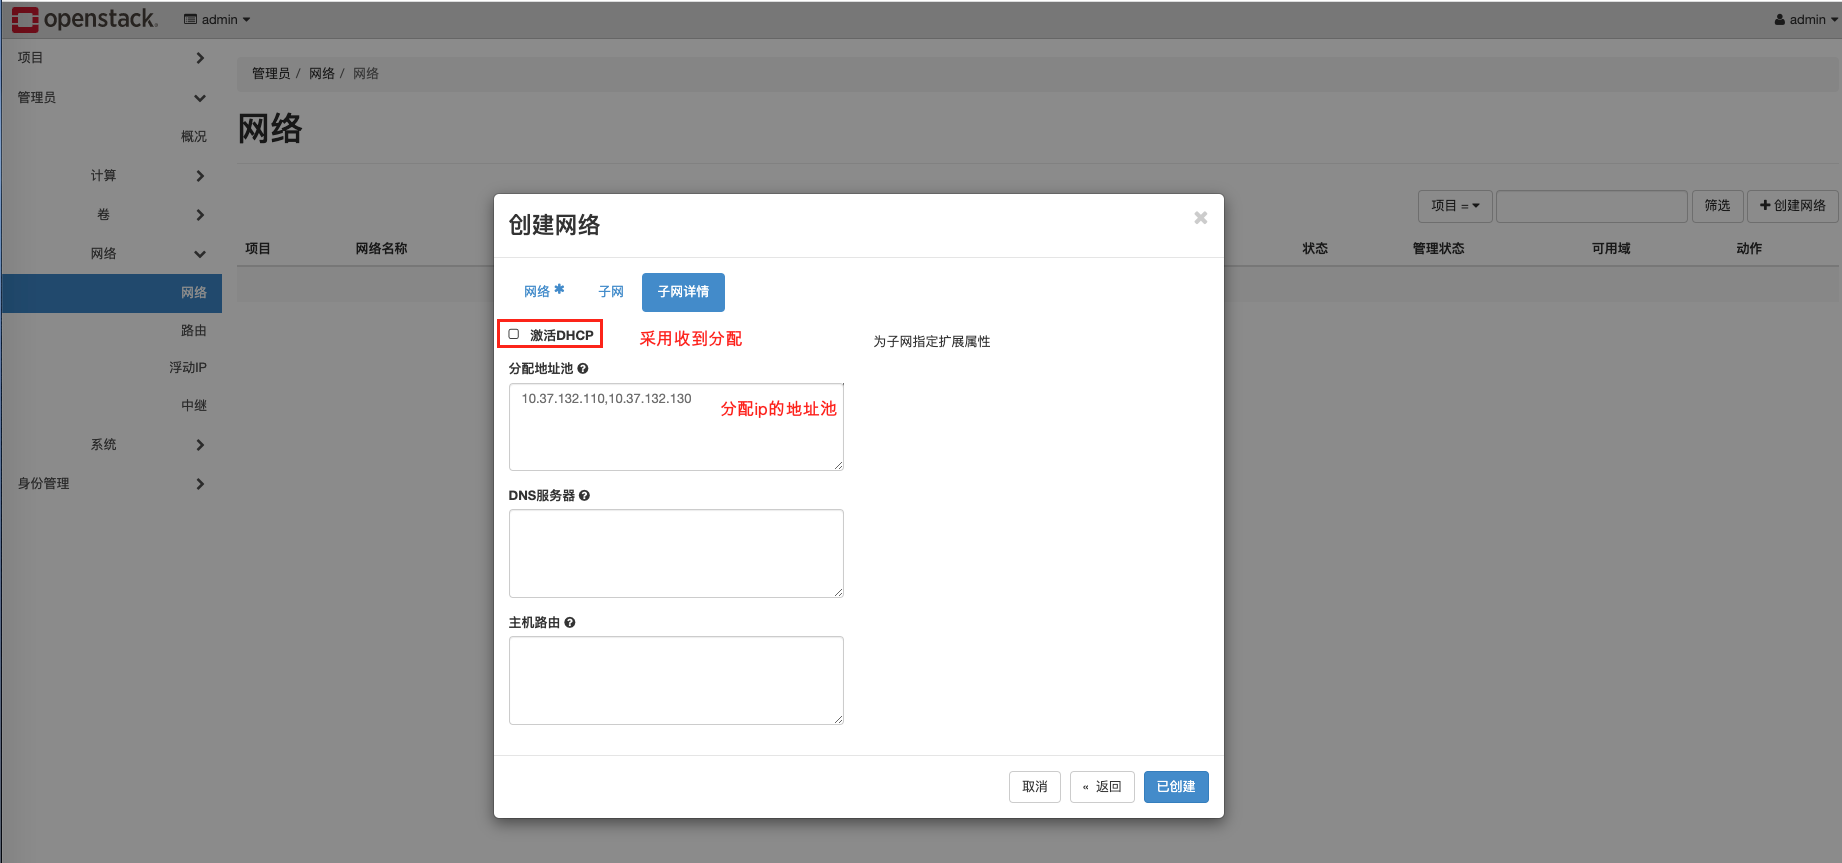 openstack. admin admin
项目
管理员
概况
计算
卷
网络
网络
路由
浮动IP
中继
系统
身份管理
管理员 / 网络 / 网络
网络
项目 = 筛选 创建网络
项目 网络名称 状态 管理状态 可用域 动作
创建网络
网络 * 子网 子网详情
激活DHCP 采用收到分配 为子网指定扩展属性
分配地址池
10.37.132.110,10.37.132.130
分配ip的地址池
DNS服务器
主机路由
取消 « 返回 已创建